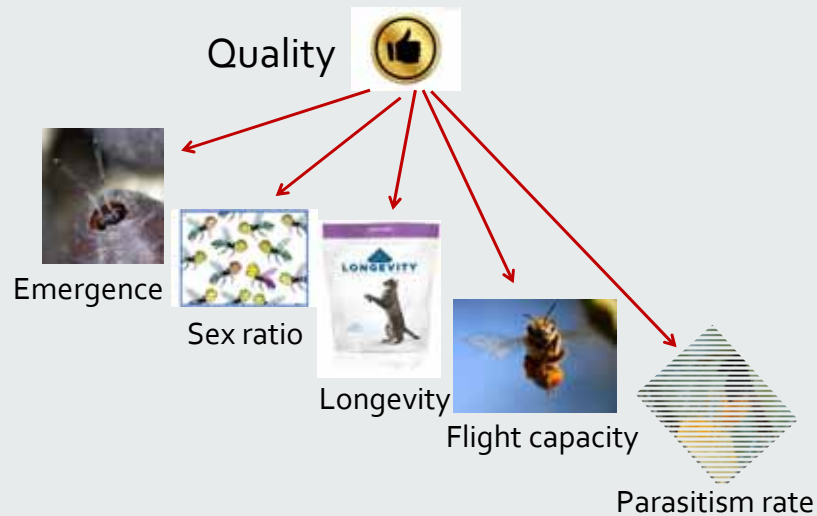 Quality
Emergence
Sex ratio
LONGEVITY
Longevity
Flight capacity
Parasitism rate